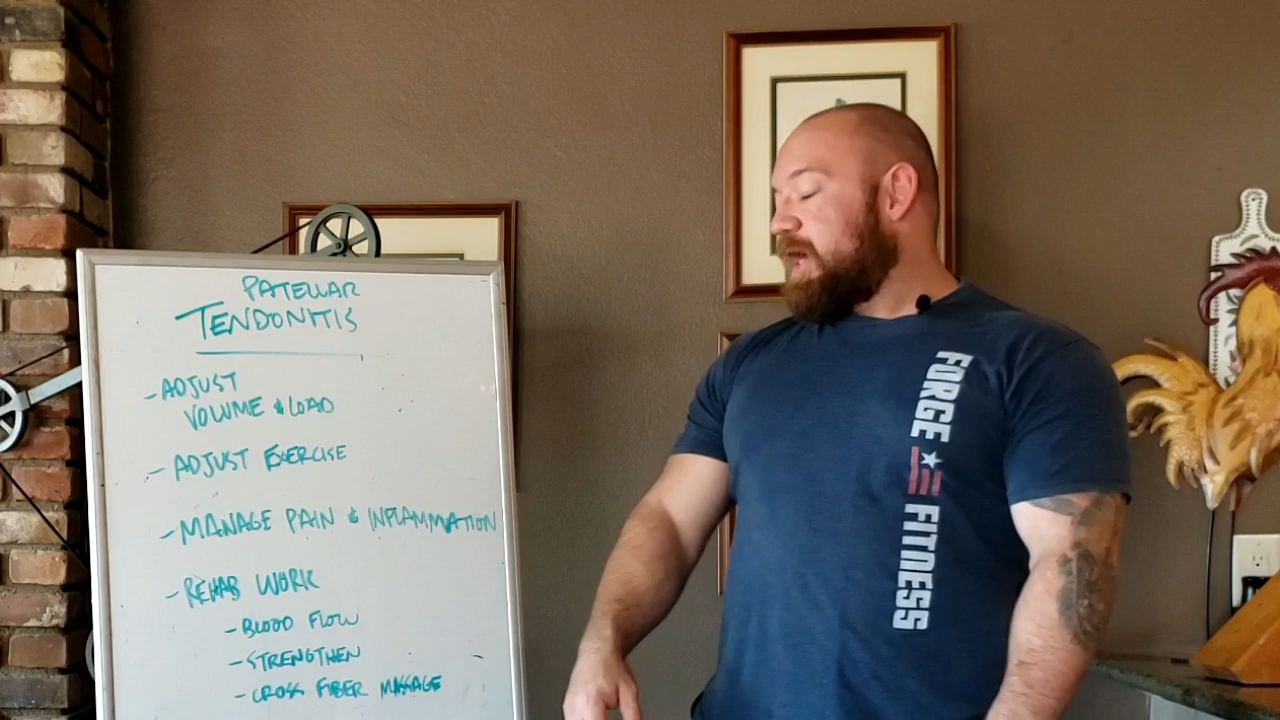 PATELLAR
TENDONITIS
- ADJUST
VOLUME & LOAD
- ADJUST EXERCISE
- MANAGE PAIN & INFLAMMATION
- REHAB WORK
- BLOOD FLOW
- STRENGTHEN
- CROSS FIBER MASSAGE
FORGE FITNESS